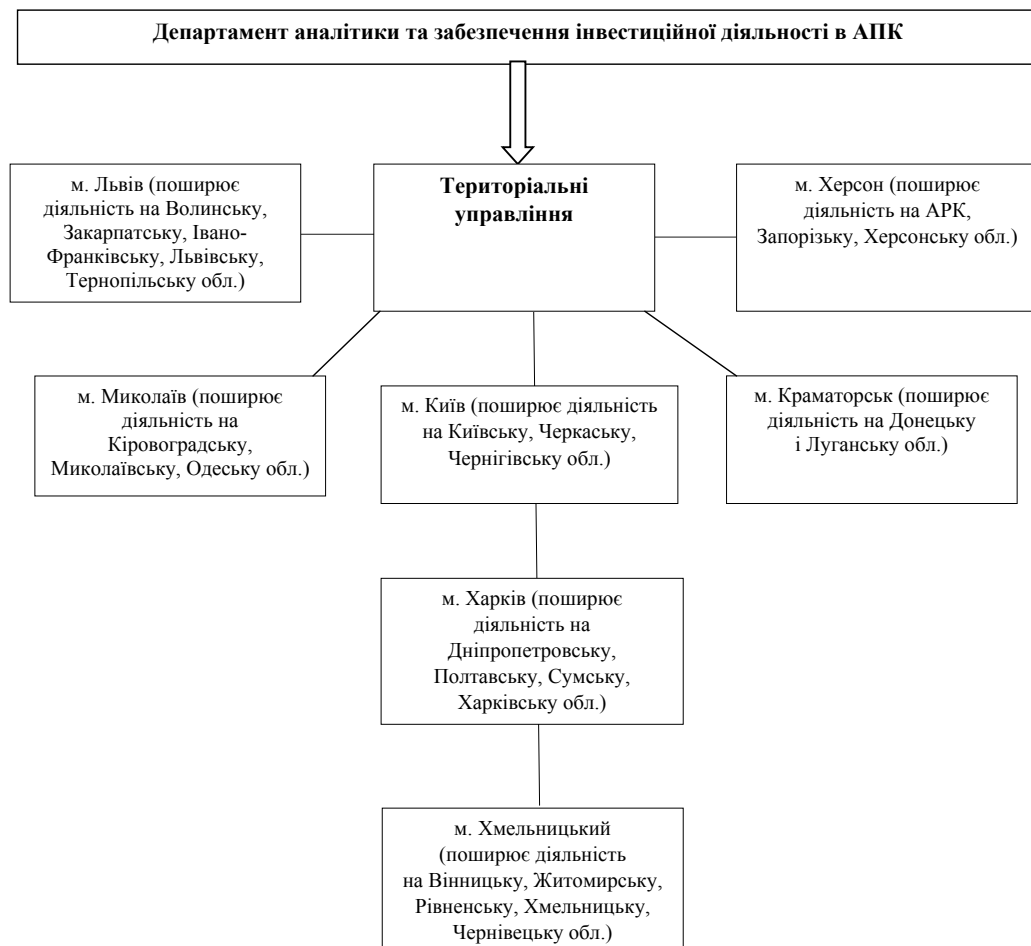 Департамент аналітики та забезпечення інвестиційної діяльності в АПК
м. Львів (поширює
діяльність на Волинську,
Закарпатську, Івано-
Франківську, Львівську,
Тернопільську обл.)
Територіальні
управління
м. Херсон (поширює
діяльність на АРК,
Запорізьку, Херсонську обл.)
м. Миколаїв (поширює
діяльність на
Кіровоградську,
Миколаївську, Одеську обл.)
м. Київ (поширює діяльність
на Київську, Черкаську,
Чернігівську обл.)
м. Краматорськ (поширює
діяльність на Донецьку
і Луганську обл.)
м. Харків (поширює
діяльність на
Дніпропетровську,
Полтавську, Сумську,
Харківську обл.)
м. Хмельницький
(поширює діяльність
на Вінницьку, Житомирську,
Рівненську, Хмельницьку,
Чернівецьку обл.)